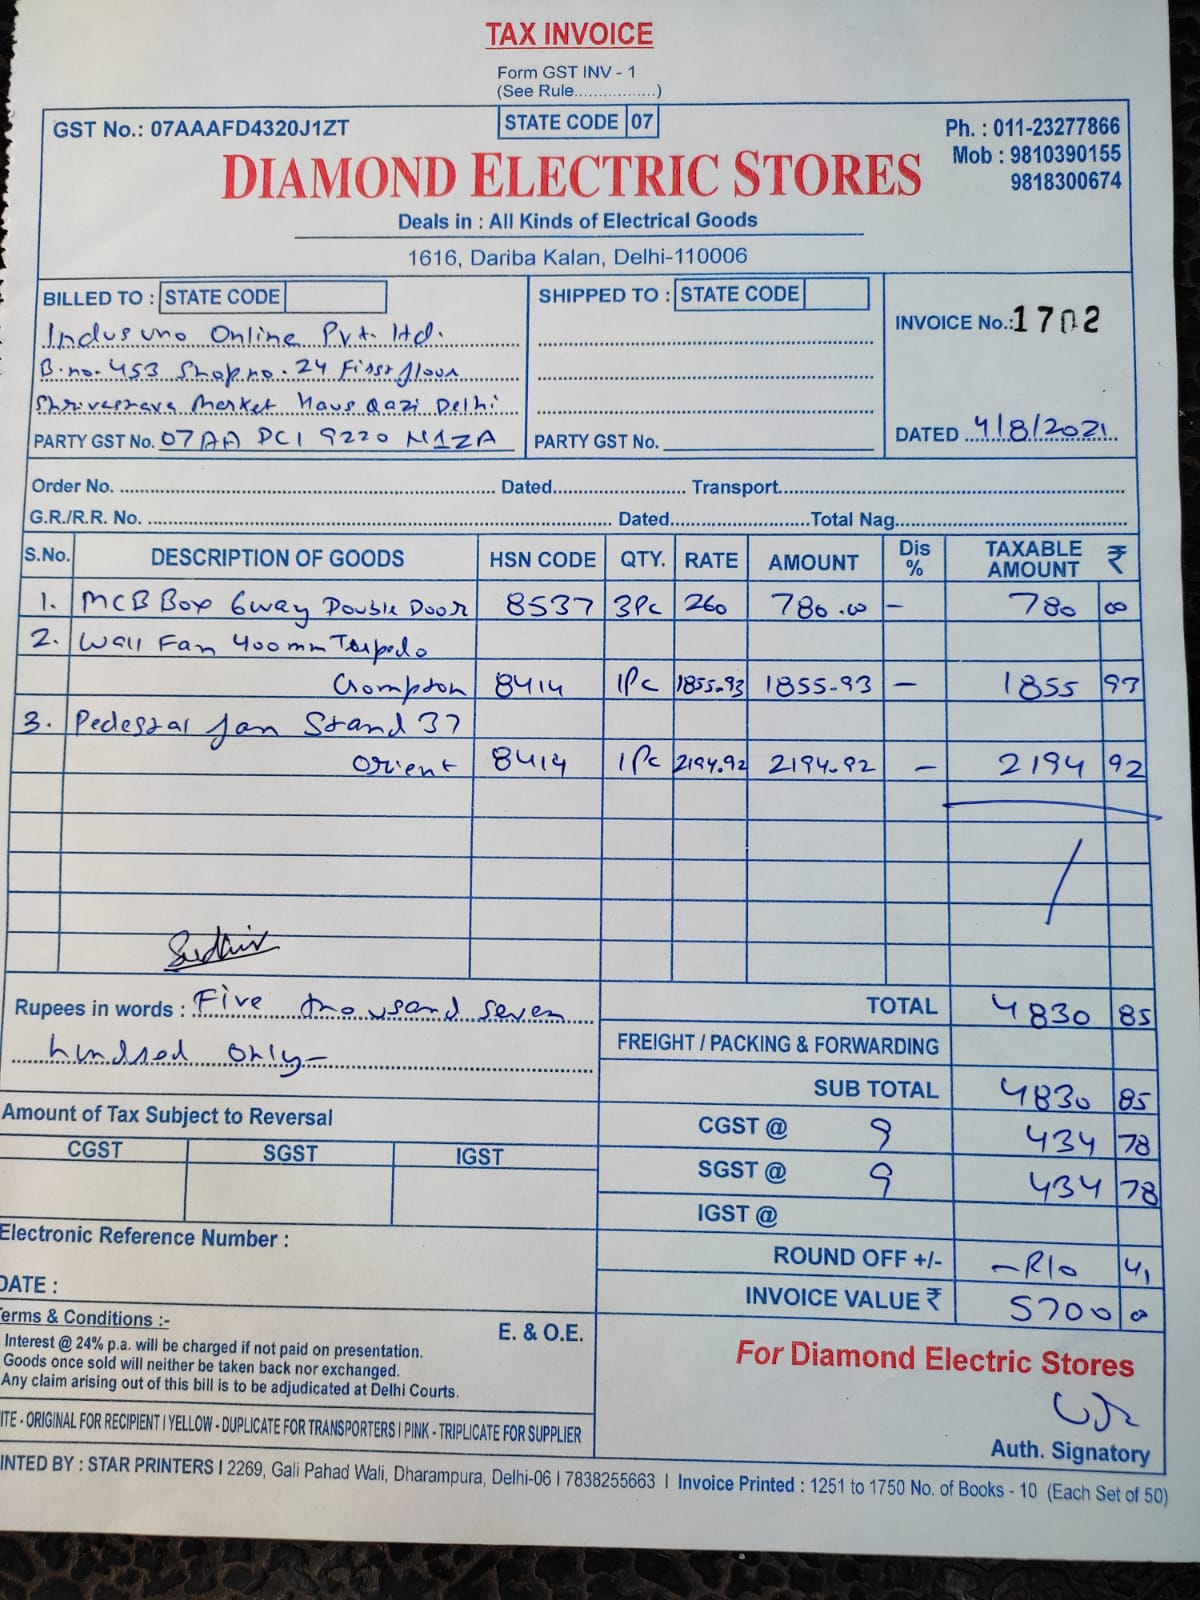 TAX INVOICE
Form GST INV - 1
(See Rule.................)
GST No.: 07AAAFD4320J1ZT
STATE CODE 07
Ph. : 011-23277866
Mob : 9810390155
9818300674
DIAMOND ELECTRIC STORES
Deals in : All Kinds of Electrical Goods
1616, Dariba Kalan, Delhi-110006
BILLED TO : STATE CODE
Indusuno Online Pvt. ltd.
B.no. 453 Shop no. 24 First floor
Shrivastava Market Haus Qazi Delhi
PARTY GST No. 07AA DCI 9220 N1ZA
SHIPPED TO : STATE CODE
PARTY GST No.
INVOICE No.: 1702
DATED 4/8/2021
Order No. Dated Transport
G.R./R.R. No. Dated Total Nag
S.No. DESCRIPTION OF GOODS HSN CODE QTY. RATE AMOUNT Dis % TAXABLE AMOUNT ₹
1. MCB Box 6way Double Door 8537 3Pc 260 780.00 – 780 00
2. Wall Fan 400mm Torpedo
Crompton 8414 1Pc 1855.93 1855.93 – 1855 93
3. Pedestal fan Stand 37
Orient 8414 1Pc 2194.92 2194.92 – 2194 92
Sudhir
Rupees in words : Five thousand seven
hundred only –
TOTAL 4830 85
FREIGHT / PACKING & FORWARDING
SUB TOTAL 4830 85
CGST @ 9 434 78
SGST @ 9 434 78
IGST @
ROUND OFF +/- – R/o 41
INVOICE VALUE ₹ 5700 0
Amount of Tax Subject to Reversal
CGST SGST IGST
Electronic Reference Number :
DATE :
erms & Conditions :-
E. & O.E.
Interest @ 24% p.a. will be charged if not paid on presentation.
Goods once sold will neither be taken back nor exchanged.
Any claim arising out of this bill is to be adjudicated at Delhi Courts.
For Diamond Electric Stores
Auth. Signatory
ITE - ORIGINAL FOR RECIPIENT I YELLOW - DUPLICATE FOR TRANSPORTERS I PINK - TRIPLICATE FOR SUPPLIER
INTED BY : STAR PRINTERS I 2269, Gali Pahad Wali, Dharampura, Delhi-06 I 7838255663 I Invoice Printed : 1251 to 1750 No. of Books - 10 (Each Set of 50)